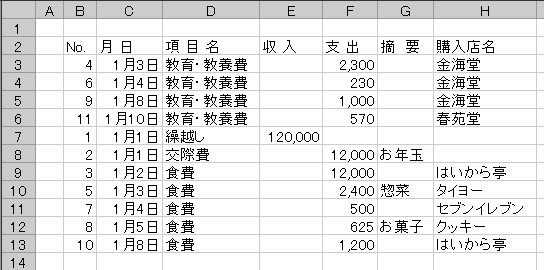 A B C D E F G H
1
2 No. 月 日 項 目 名 収 入 支 出 摘 要 購入店名
3 4 1月3日 教育・教養費 2,300 金海堂
4 6 1月4日 教育・教養費 230 金海堂
5 9 1月8日 教育・教養費 1,000 金海堂
6 11 1月10日 教育・教養費 570 春苑堂
7 1 1月1日 繰越し 120,000
8 2 1月1日 交際費 12,000 お年玉
9 3 1月2日 食費 12,000 はいから亭
10 5 1月3日 食費 2,400 惣菜 タイヨー
11 7 1月4日 食費 500 セブンイレブン
12 8 1月5日 食費 625 お菓子 クッキー
13 10 1月8日 食費 1,200 はいから亭
14